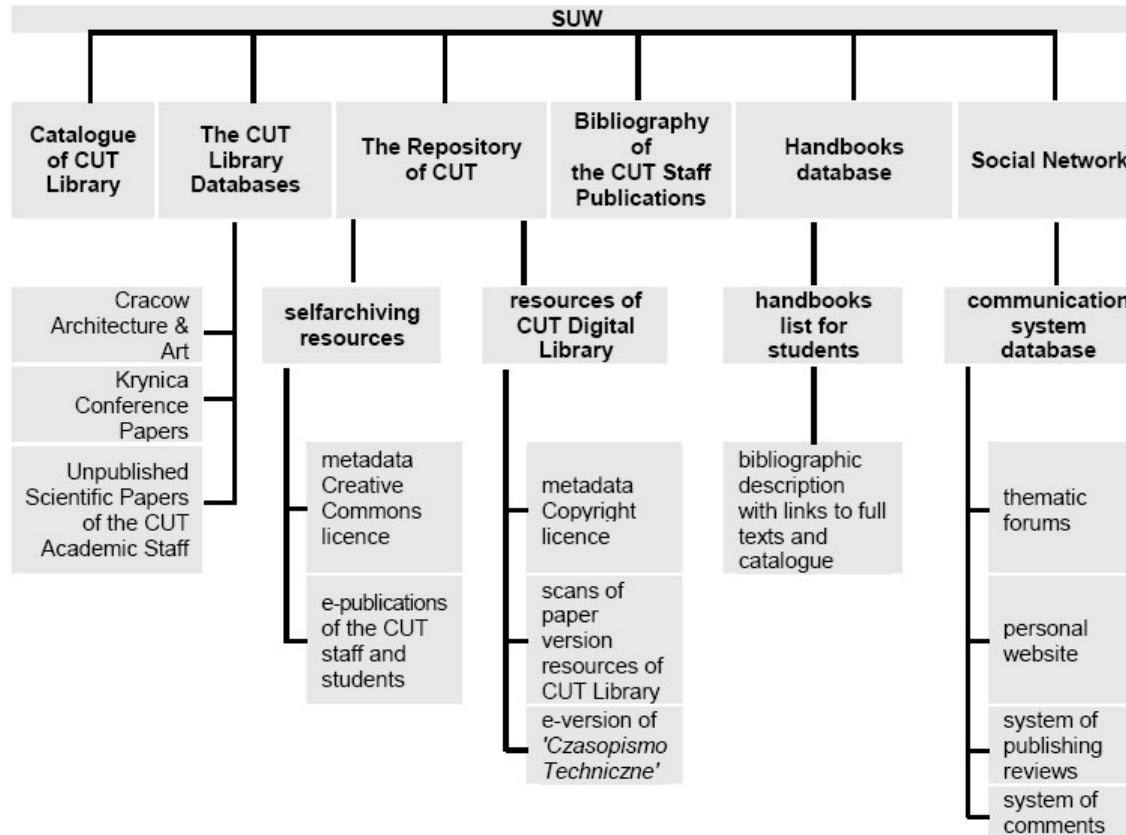 SUW
Catalogue
of CUT
Library
The CUT
Library
Databases
The Repository
of CUT
Bibliography
of
the CUT Staff
Publications
Handbooks
database
Social Network
Cracow
Architecture &
Art
Krynica
Conference
Papers
Unpublished
Scientific Papers
of the CUT
Academic Staff
selfarchiving
resources
metadata
Creative
Commons
licence
e-publications
of the CUT
staff and
students
resources of
CUT Digital
Library
metadata
Copyright
licence
scans of
paper
version
resources of
CUT Library
e-version of
'Czasopismo
Techniczne'
handbooks
list for
students
bibliographic
description
with links to full
texts and
catalogue
communication
system
database
thematic
forums
personal
website
system of
publishing
reviews
system of
comments